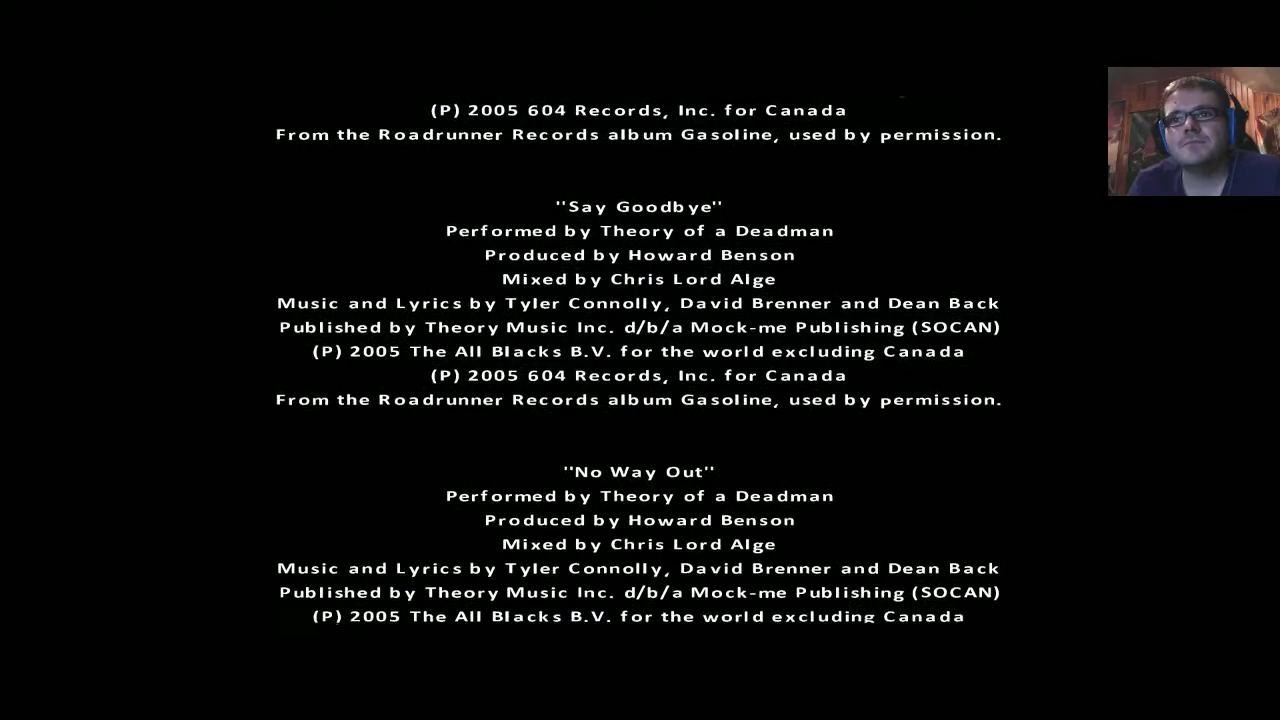 (P) 2005 604 Records, Inc. for Canada
From the Roadrunner Records album Gasoline, used by permission.
"Say Goodbye"
Performed by Theory of a Deadman
Produced by Howard Benson
Mixed by Chris Lord Alge
Music and Lyrics by Tyler Connolly, David Brenner and Dean Back
Published by Theory Music Inc. d/b/a Mock-me Publishing (SOCAN)
(P) 2005 The All Blacks B.V. for the world excluding Canada
(P) 2005 604 Records, Inc. for Canada
From the Roadrunner Records album Gasoline, used by permission.
"No Way Out"
Performed by Theory of a Deadman
Produced by Howard Benson
Mixed by Chris Lord Alge
Music and Lyrics by Tyler Connolly, David Brenner and Dean Back
Published by Theory Music Inc. d/b/a Mock-me Publishing (SOCAN)
(P) 2005 The All Blacks B.V. for the world excluding Canada